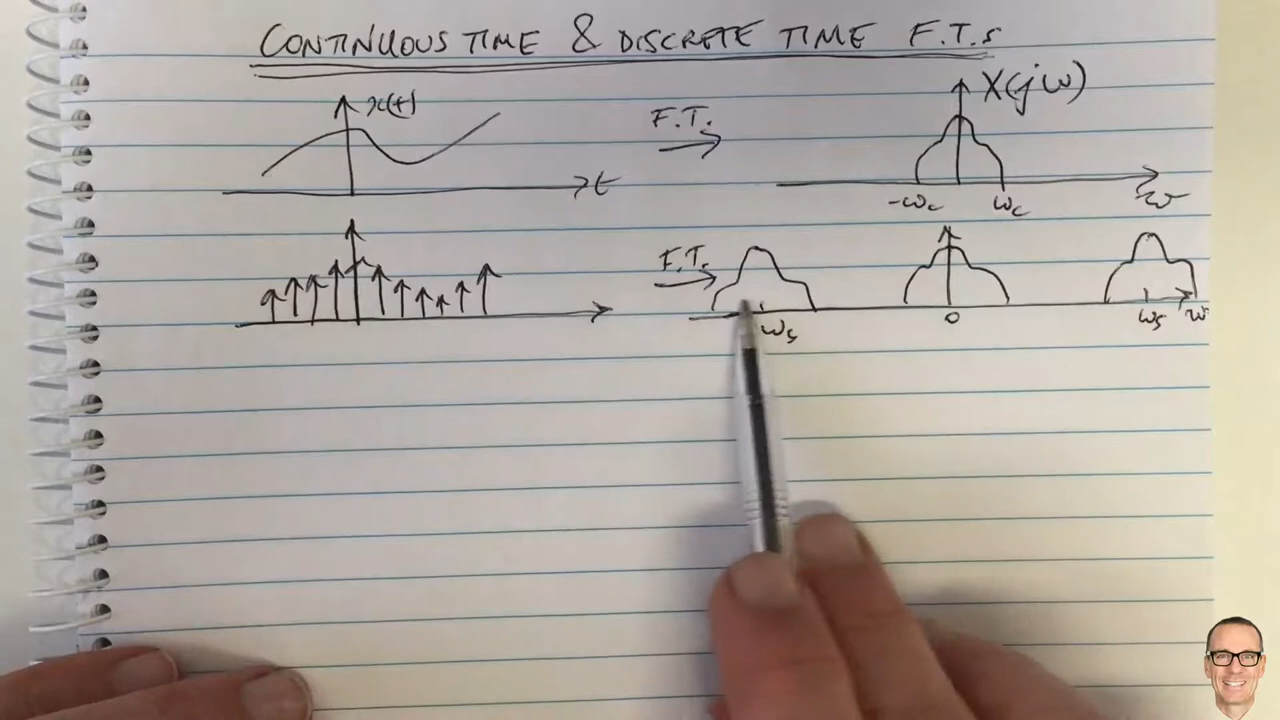 CONTINUOUS TIME & DISCRETE TIME F.T.s
x(t)
F.T.
X(jω)
t
-ωc
ωc
ω
F.T.
ωs
0
ωs
ω